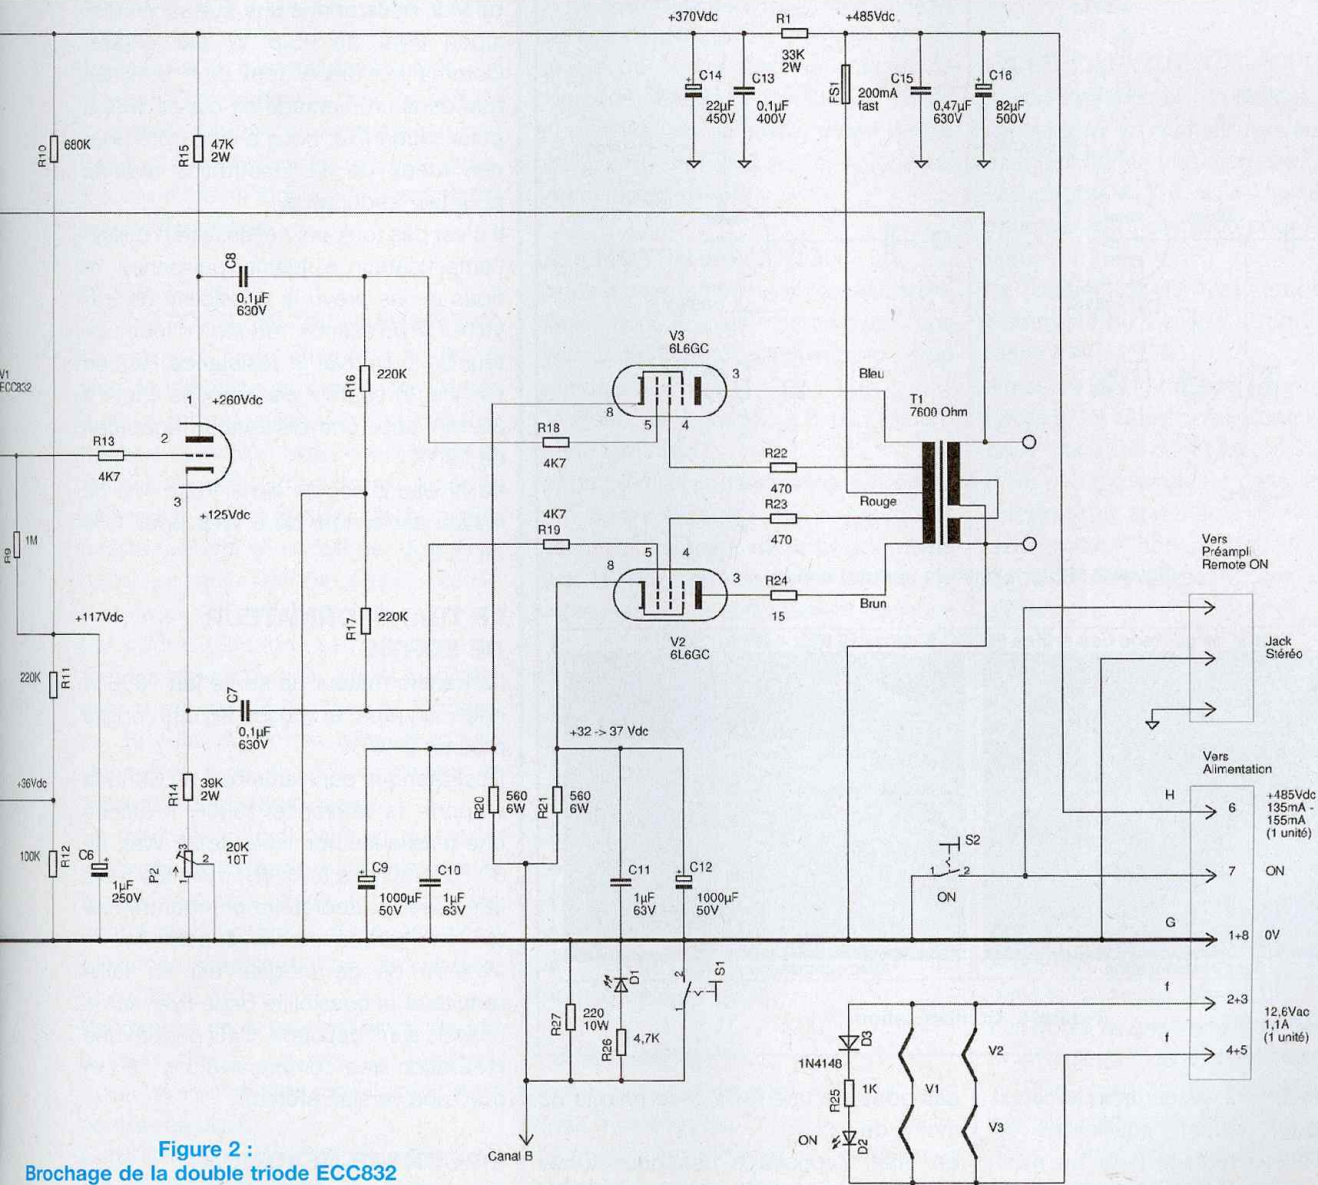 +370Vdc
R1
+485Vdc
33K
2W
C14
22µF
450V
C13
0,1µF
400V
FS1
200mA
fast
C15
0,47µF
630V
C16
82µF
500V
R10
680K
R15
47K
2W
C8
0.1µF
630V
V3
6L6GC
V1
ECC832
R16
220K
8
3
5
4
Bleu
T1
7600 Ohm
1
+260Vdc
2
R13
4K7
3
+125Vdc
R18
4K7
R22
470
Rouge
R23
470
4K7
R19
R9
1M
8
5
4
3
R24
15
Brun
V2
6L6GC
Vers
Préampli
Remote ON
Jack
Stéréo
+117Vdc
R17
220K
220K
R11
C7
0,1µF
630V
+32 -> 37 Vdc
+36Vdc
R14
39K
2W
R20
560
6W
R21
560
6W
Vers
Alimentation
H
6
+485Vdc
135mA -
155mA
(1 unité)
100K
R12
C6
1µF
250V
P2
3
2
1
20K
10T
C9
1000µF
50V
C10
1µF
63V
C11
1µF
63V
C12
1000µF
50V
S2
1
2
ON
7
ON
G
1+8
0V
D1
2
1
S1
R27
220
10W
R26
4,7K
f
2+3
12,6Vac
1,1A
(1 unité)
f
4+5
D3
1N4148
R25
1K
V1
V2
V3
ON
D2
Canal B
Figure 2 :
Brochage de la double triode ECC832